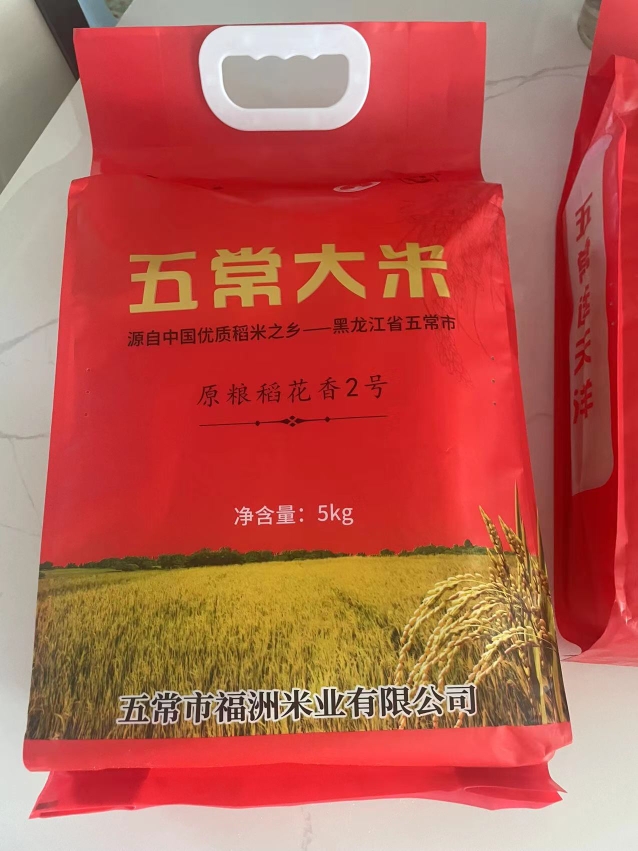 五常大米
源自中国优质稻米之乡——黑龙江省五常市
原粮稻花香2号
净含量：5kg
五常市福洲米业有限公司